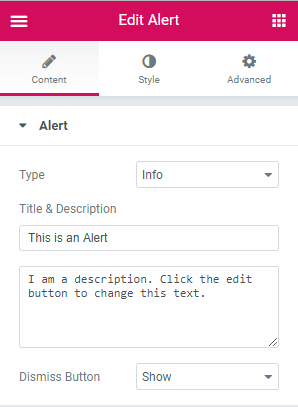 Edit Alert
Content Style Advanced
Alert
Type Info
Title & Description
This is an Alert
I am a description. Click the edit
button to change this text.
Dismiss Button Show